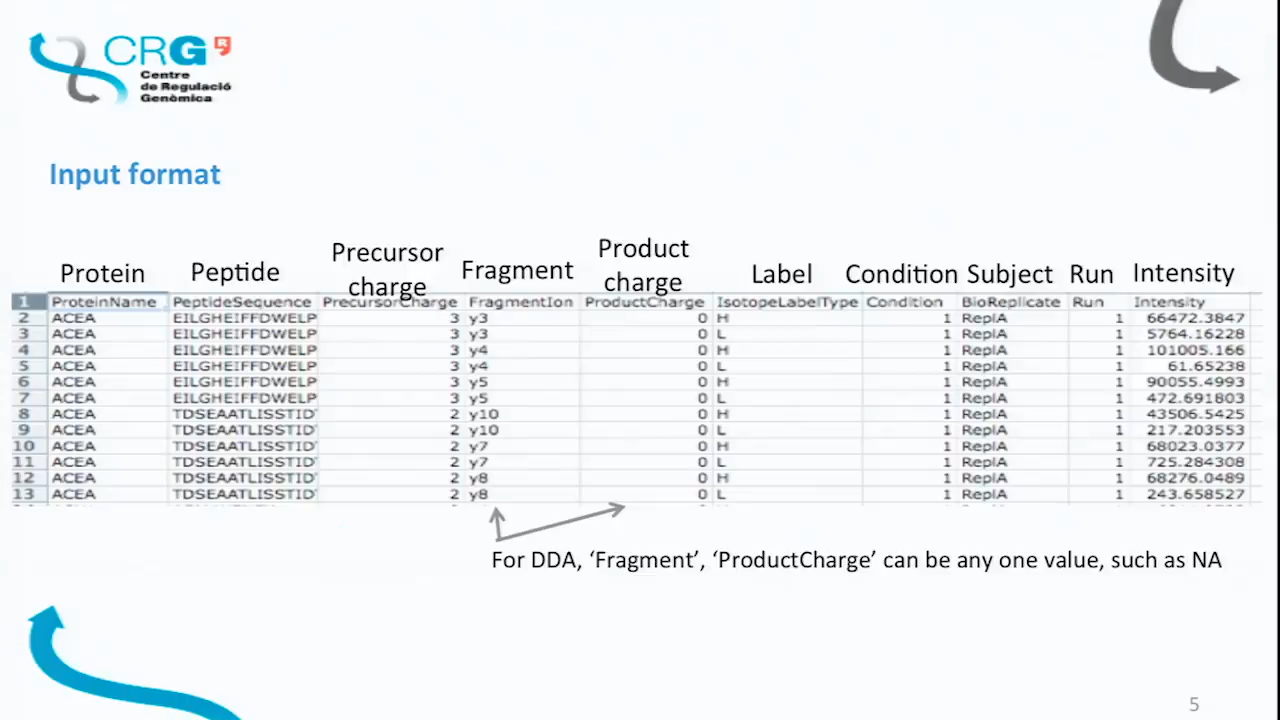 CRG R
Centre
de Regulació
Genòmica
Input format
Protein Peptide Precursor charge Fragment Product charge Label Condition Subject Run Intensity
1 ProteinName PeptideSequence PrecursorCharge FragmentIon ProductCharge IsotopeLabelType Condition BioReplicate Run Intensity
2 ACEA EILGHEIFFDWELP 3 y3 0 H 1 ReplA 1 66472.3847
3 ACEA EILGHEIFFDWELP 3 y3 0 L 1 ReplA 1 5764.16228
4 ACEA EILGHEIFFDWELP 3 y4 0 H 1 ReplA 1 101005.166
5 ACEA EILGHEIFFDWELP 3 y4 0 L 1 ReplA 1 61.65238
6 ACEA EILGHEIFFDWELP 3 y5 0 H 1 ReplA 1 90055.4993
7 ACEA EILGHEIFFDWELP 3 y5 0 L 1 ReplA 1 472.691803
8 ACEA TDSEAATLISSTID 2 y10 0 H 1 ReplA 1 43506.5425
9 ACEA TDSEAATLISSTID 2 y10 0 L 1 ReplA 1 217.203553
10 ACEA TDSEAATLISSTID 2 y7 0 H 1 ReplA 1 68023.0377
11 ACEA TDSEAATLISSTID 2 y7 0 L 1 ReplA 1 725.284308
12 ACEA TDSEAATLISSTID 2 y8 0 H 1 ReplA 1 68276.0489
13 ACEA TDSEAATLISSTID 2 y8 0 L 1 ReplA 1 243.658527
For DDA, ‘Fragment’, ‘ProductCharge’ can be any one value, such as NA
5